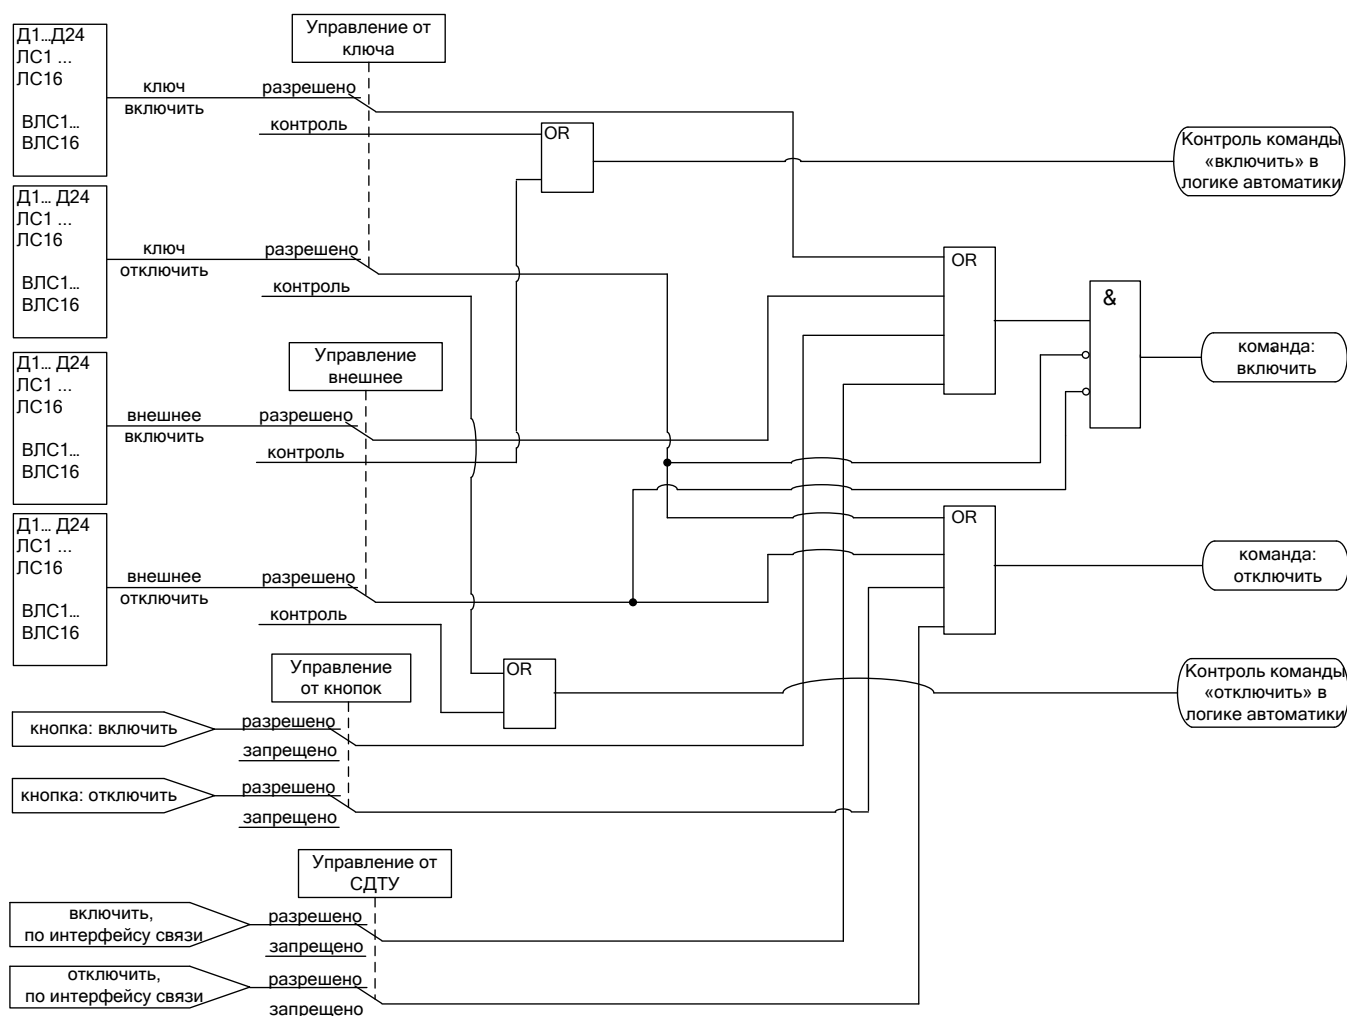 Управление от
ключа
Д1...Д24
ЛС1 ...
ЛС16
ВЛС1...
ВЛС16
ключ
включить
разрешено
контроль
OR
Контроль команды
«включить» в
логике автоматики
Д1... Д24
ЛС1 ...
ЛС16
ВЛС1...
ВЛС16
ключ
отключить
разрешено
контроль
OR
&
команда:
включить
Управление
внешнее
Д1... Д24
ЛС1 ...
ЛС16
ВЛС1...
ВЛС16
внешнее
включить
разрешено
контроль
Д1... Д24
ЛС1 ...
ЛС16
ВЛС1...
ВЛС16
внешнее
отключить
разрешено
контроль
OR
команда:
отключить
Управление
от кнопок
OR
Контроль команды
«отключить» в
логике автоматики
кнопка: включить
разрешено
запрещено
кнопка: отключить
разрешено
запрещено
Управление от
СДТУ
включить,
по интерфейсу связи
разрешено
запрещено
отключить,
по интерфейсу связи
разрешено
запрещено